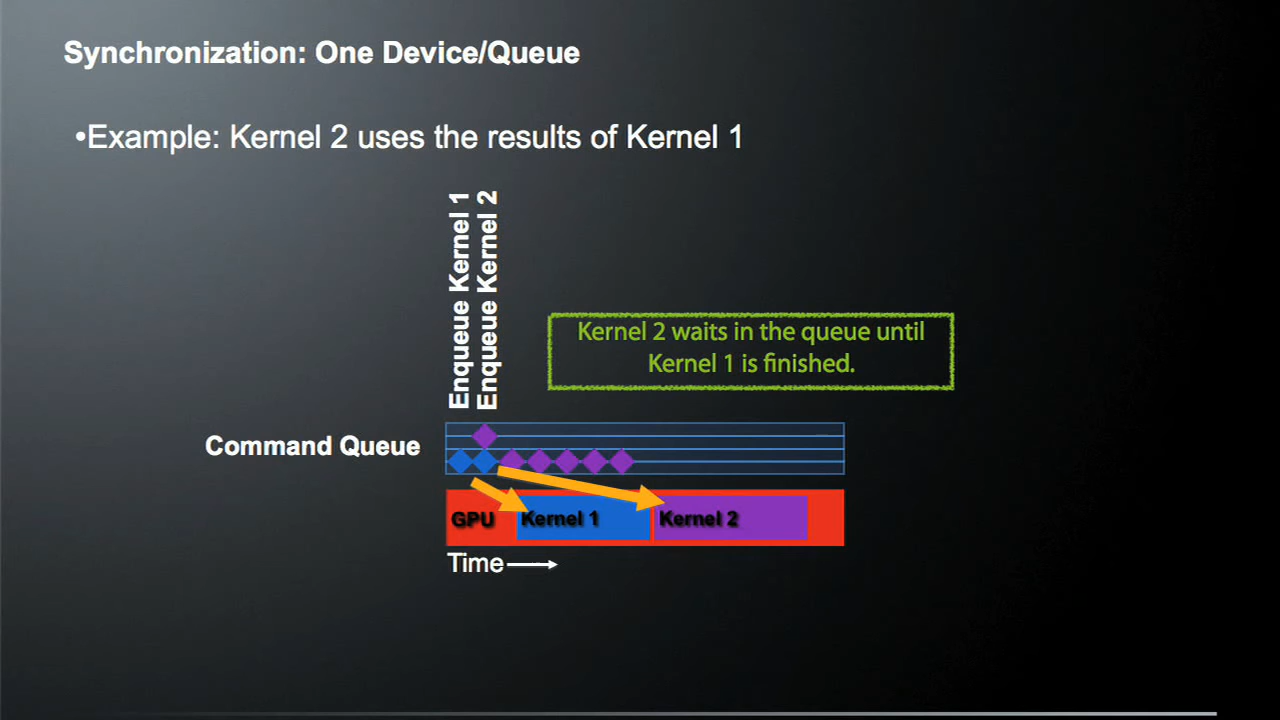 Synchronization: One Device/Queue
•Example: Kernel 2 uses the results of Kernel 1
Enqueue Kernel 1
Enqueue Kernel 2
Kernel 2 waits in the queue until
Kernel 1 is finished.
Command Queue
GPU
Kernel 1
Kernel 2
Time